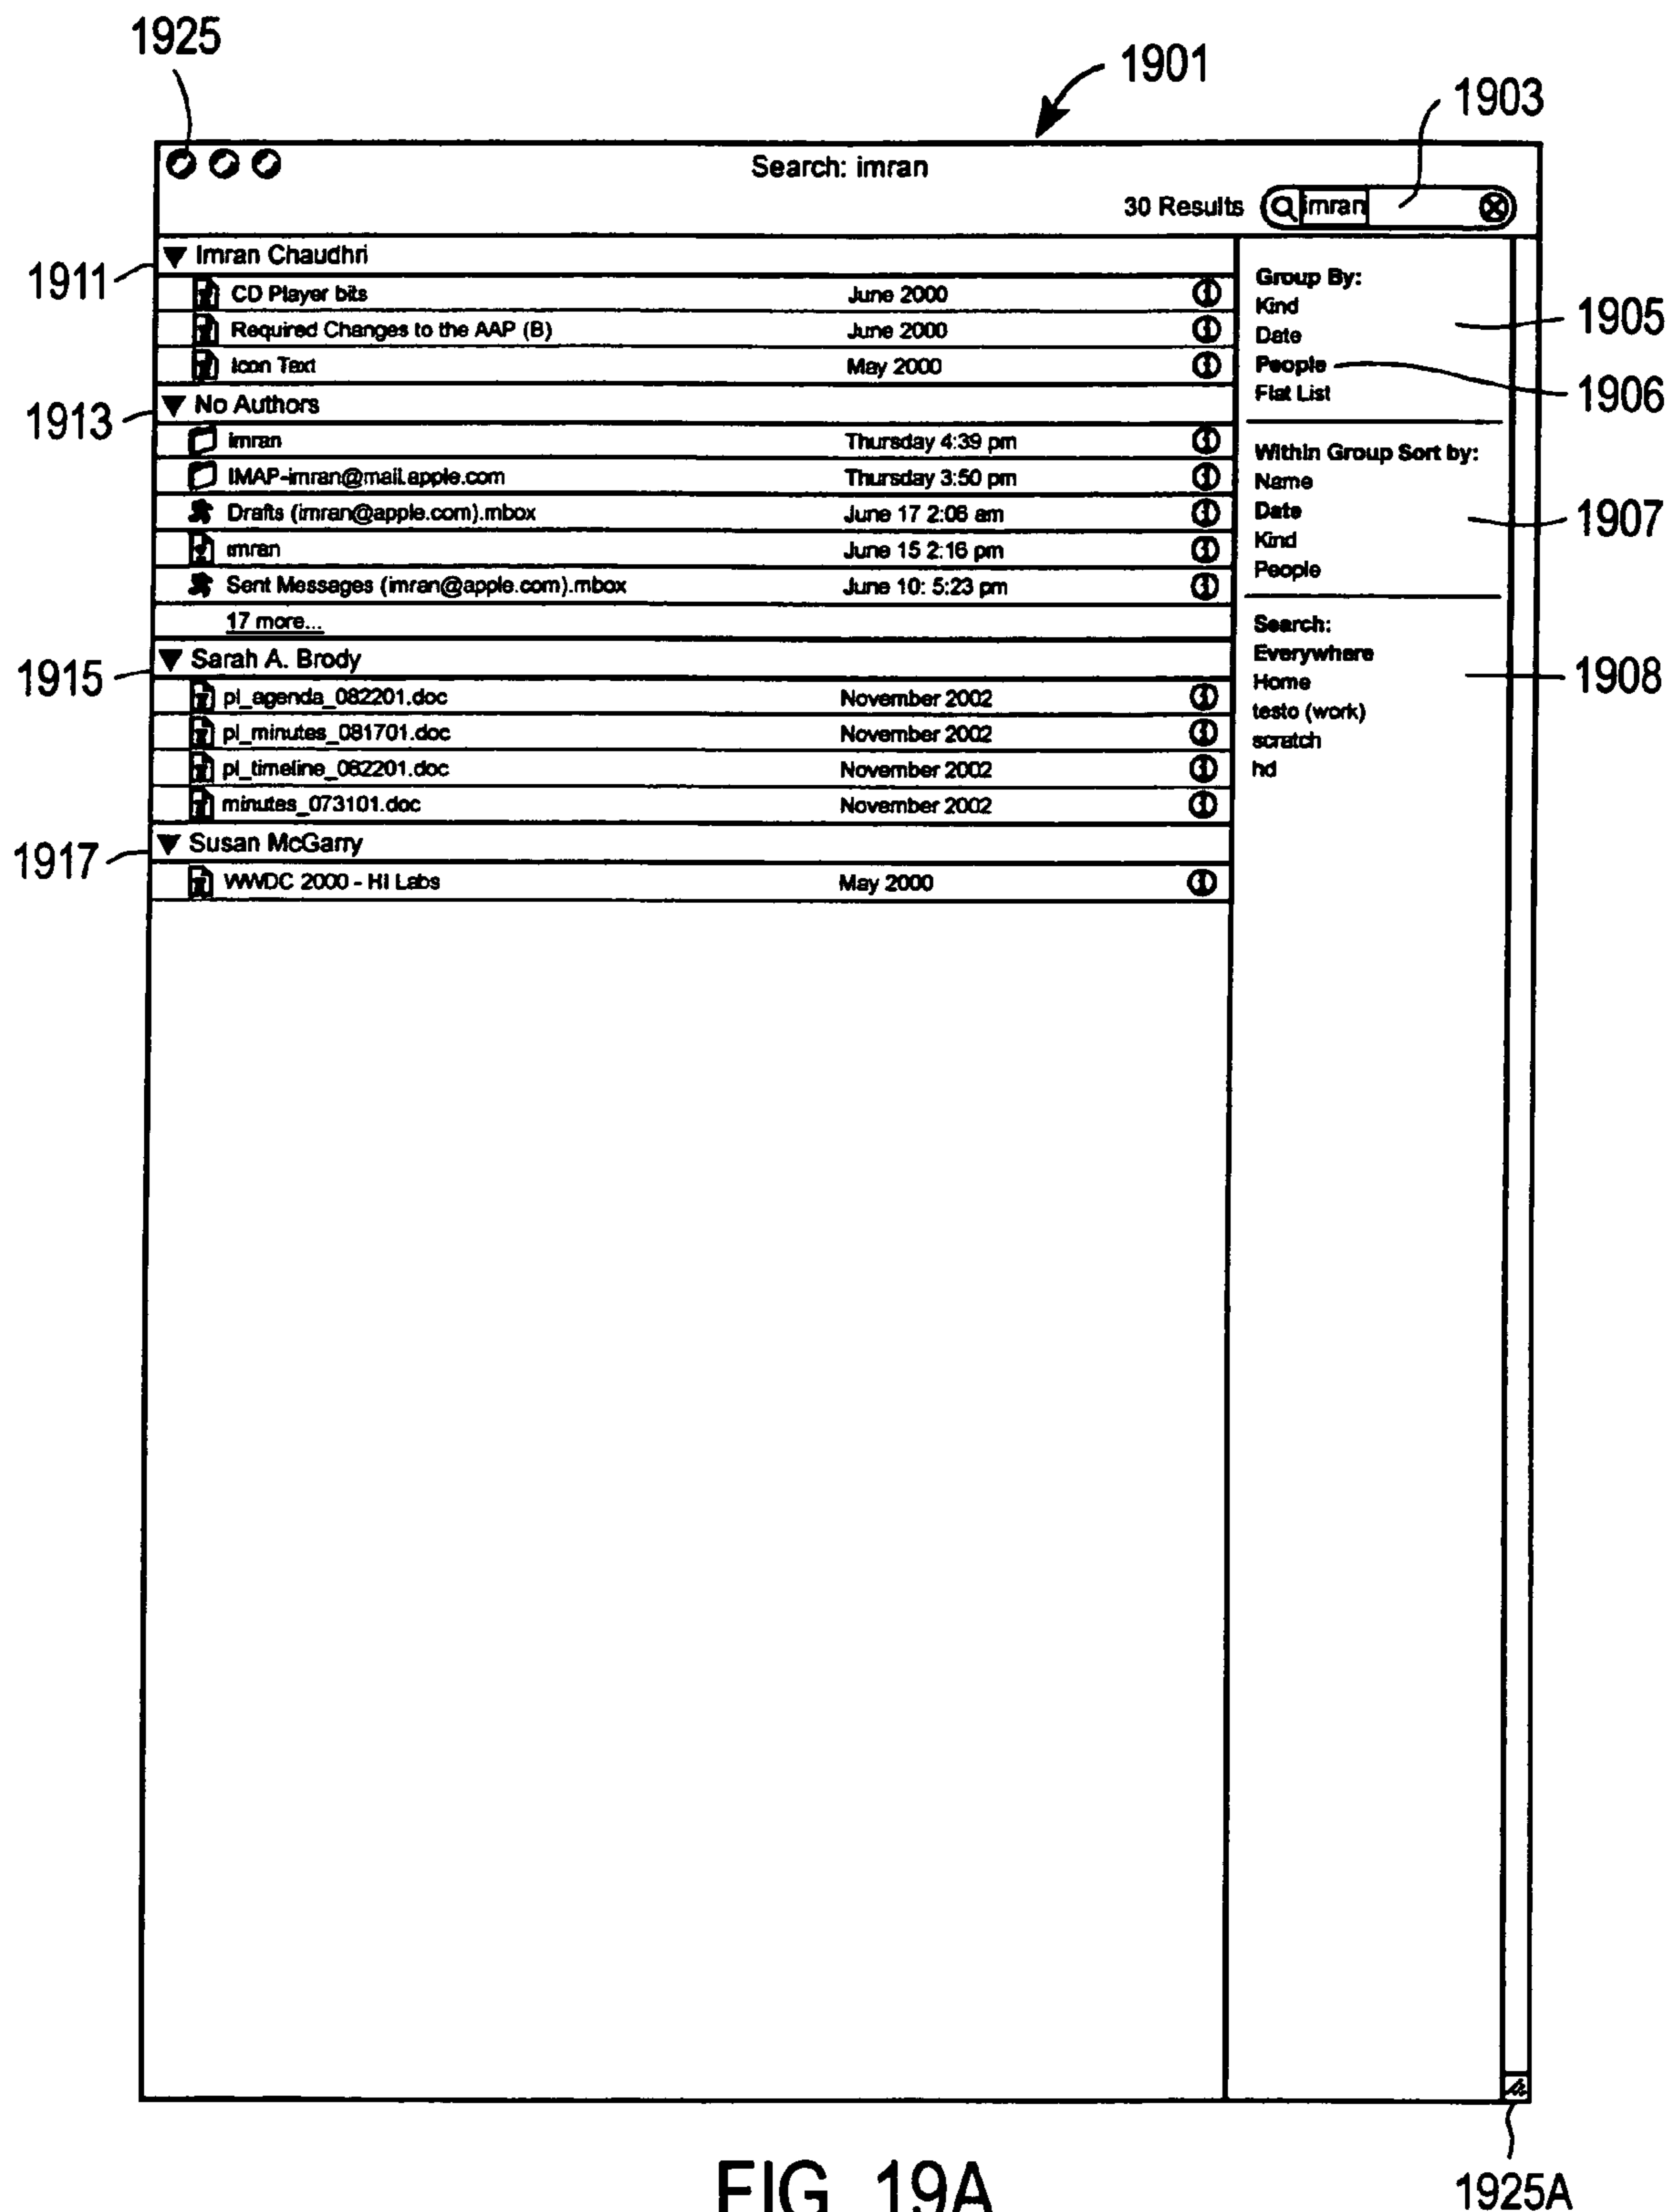 1925
1901
1903
Search: imran
30 Results imran
1911
Imran Chaudhri
CD Player bits June 2000
Required Changes to the AAP (B) June 2000
Icon Text May 2000
1913
No Authors
imran Thursday 4:39 pm
IMAP-imran@mail.apple.com Thursday 3:50 pm
Drafts (imran@apple.com).mbox June 17 2:06 am
imran June 15 2:16 pm
Sent Messages (imran@apple.com).mbox June 10: 5:23 pm
17 more...
1915
Sarah A. Brody
pl_agenda_082201.doc November 2002
pl_minutes_081701.doc November 2002
pl_timeline_082201.doc November 2002
minutes_073101.doc November 2002
1917
Susan McGarry
WWDC 2000 - HI Labs May 2000
Group By:
Kind
Date
People
Flat List
1905
1906
Within Group Sort by:
Name
Date
Kind
People
1907
Search:
Everywhere
Home
testo (work)
scratch
hd
1908
1925A
FIG. 19A